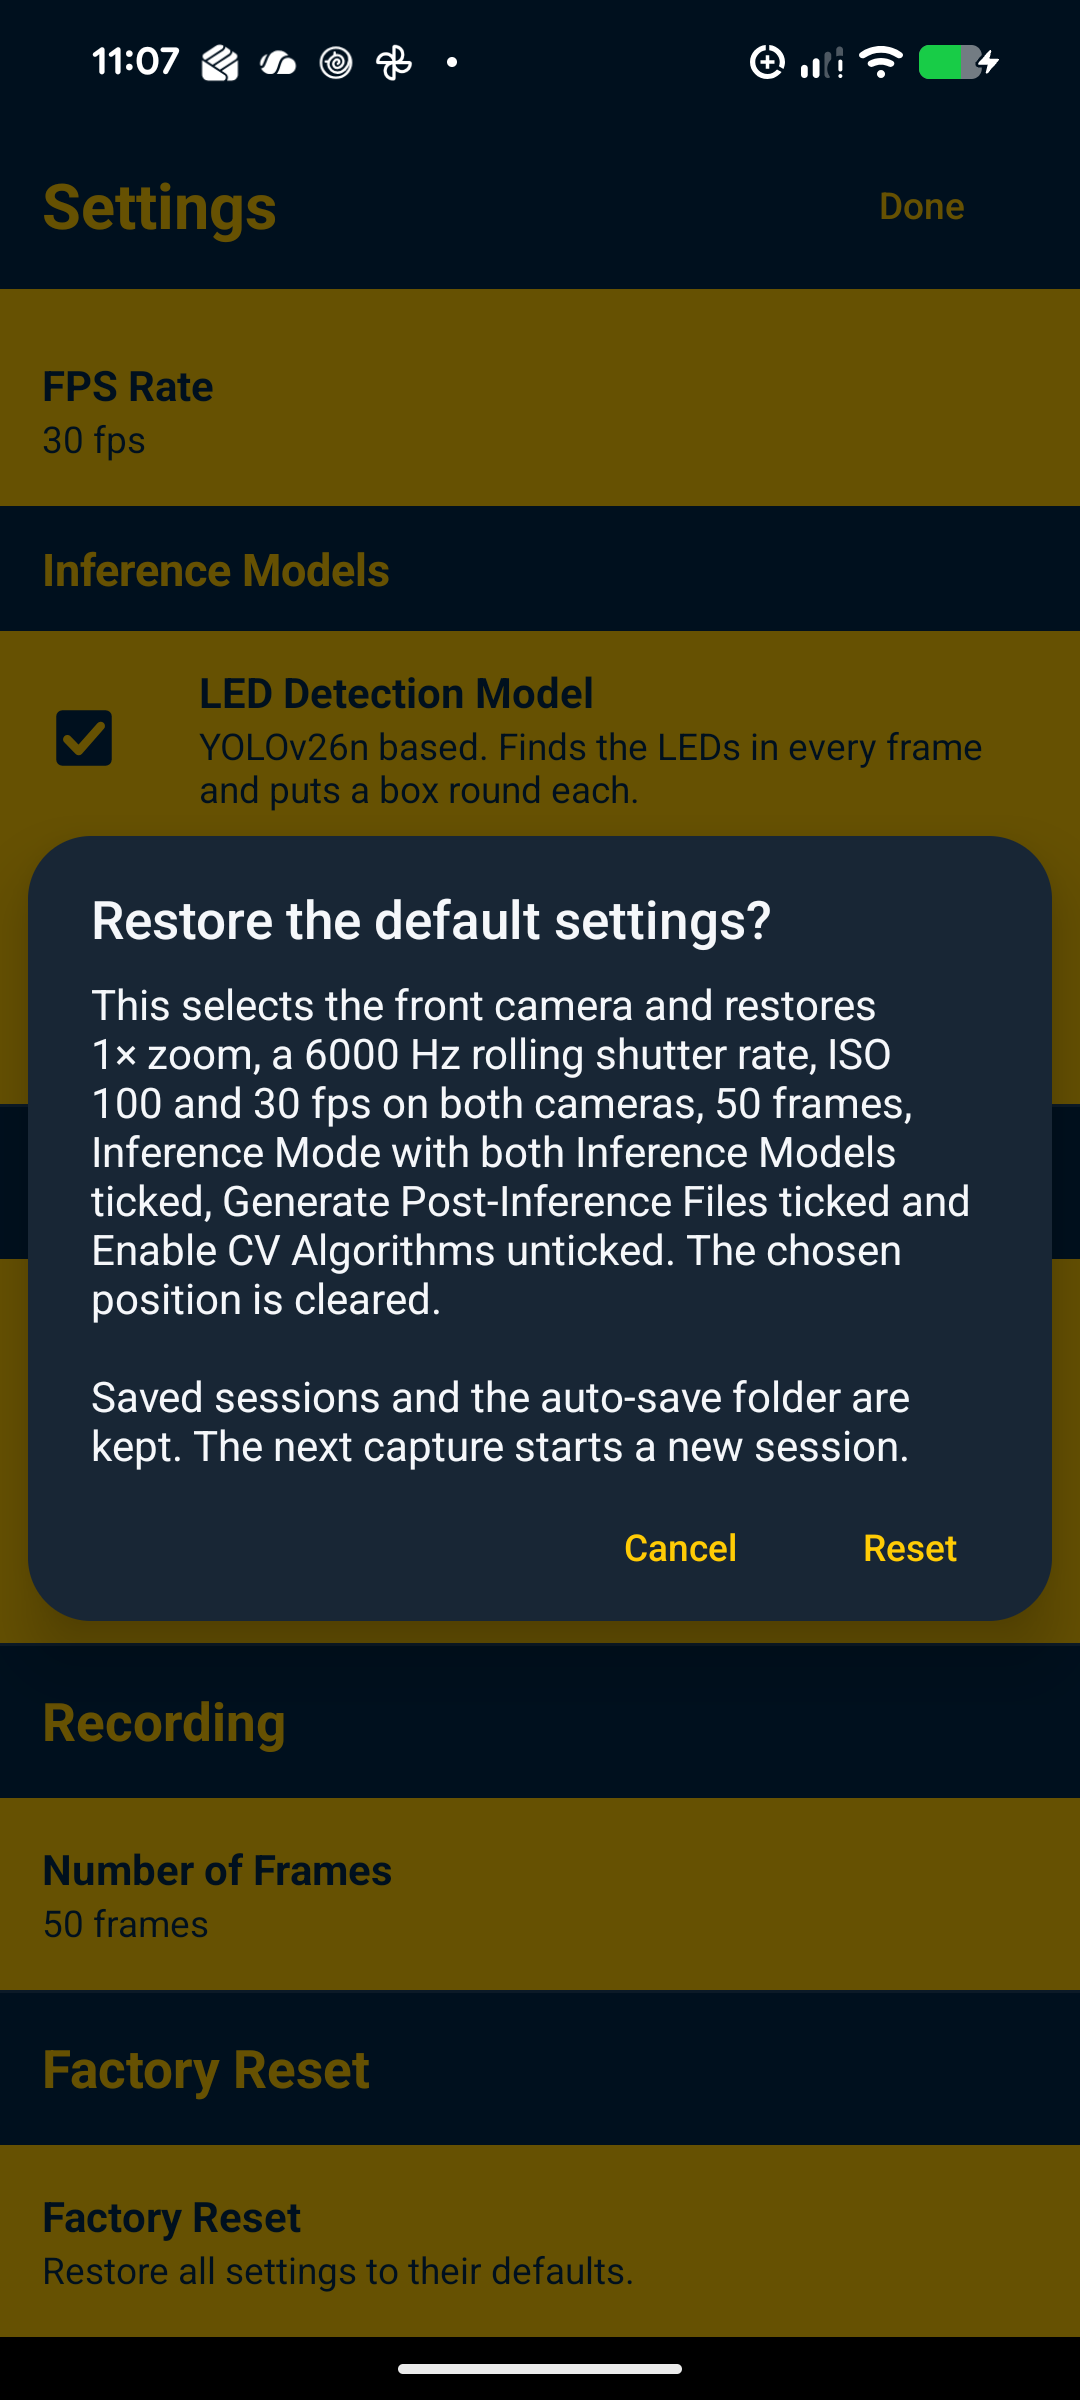 11:07
Settings
Done
FPS Rate
30 fps
Inference Models
LED Detection Model
YOLOv26n based. Finds the LEDs in every frame
and puts a box round each.
Restore the default settings?
This selects the front camera and restores
1× zoom, a 6000 Hz rolling shutter rate, ISO
100 and 30 fps on both cameras, 50 frames,
Inference Mode with both Inference Models
ticked, Generate Post-Inference Files ticked and
Enable CV Algorithms unticked. The chosen
position is cleared.
Saved sessions and the auto-save folder are
kept. The next capture starts a new session.
Cancel
Reset
Recording
Number of Frames
50 frames
Factory Reset
Factory Reset
Restore all settings to their defaults.